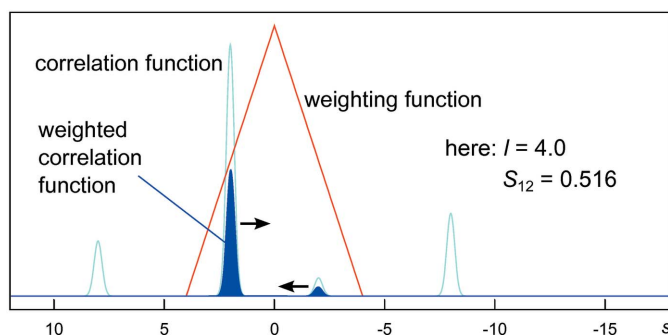 correlation function
weighting function
weighted
correlation
function
here: l = 4.0
S12 = 0.516
10 5 0 -5 -10 -15